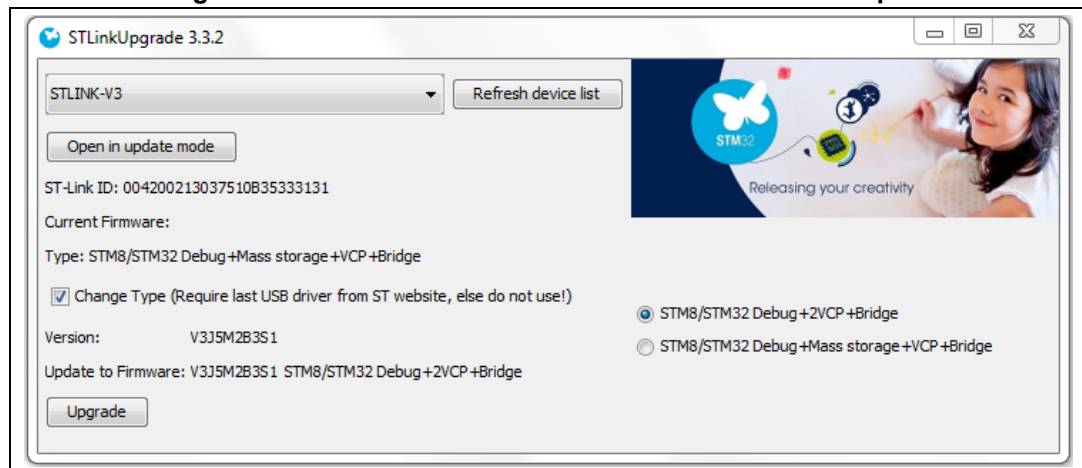 STLinkUpgrade 3.3.2
STLINK-V3
Refresh device list
Open in update mode
STM32
Releasing your creativity
ST-Link ID: 004200213037510B35333131
Current Firmware:
Type: STM8/STM32 Debug+Mass storage+VCP+Bridge
Change Type (Require last USB driver from ST website, else do not use!)
STM8/STM32 Debug+2VCP+Bridge
Version: V3J5M2B3S1
STM8/STM32 Debug+Mass storage+VCP+Bridge
Update to Firmware: V3J5M2B3S1 STM8/STM32 Debug+2VCP+Bridge
Upgrade